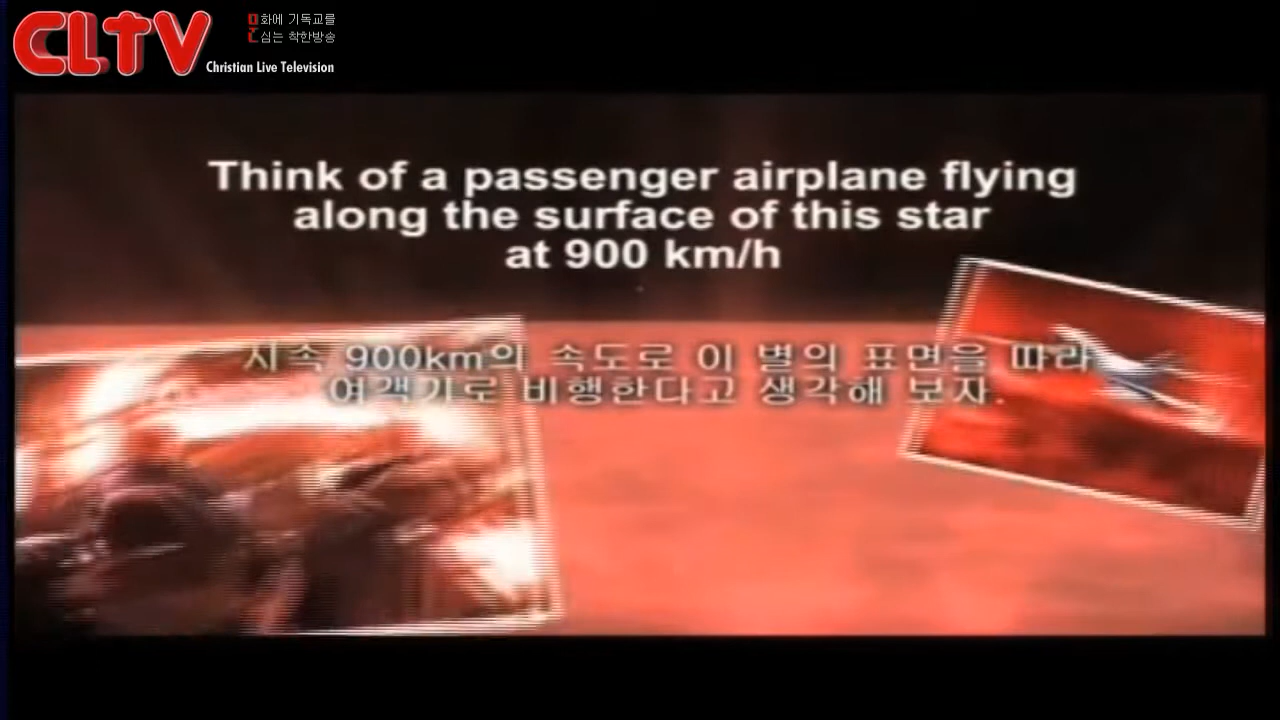 CLTV
문화에 기독교를
심는 착한방송
Christian Live Television
Think of a passenger airplane flying
along the surface of this star
at 900 km/h
시속 900km의 속도로 이 별의 표면을 따라
여객기로 비행한다고 생각해 보자.